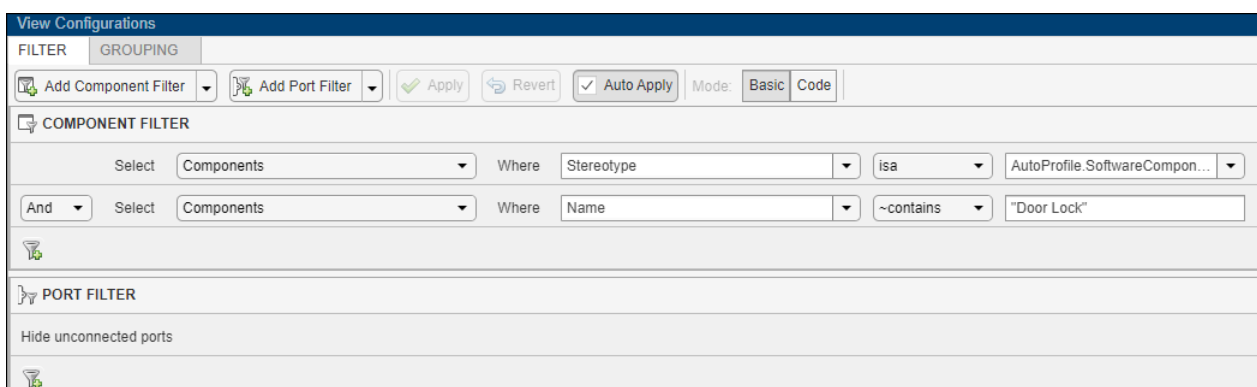 View Configurations
FILTER GROUPING
Add Component Filter Add Port Filter Apply Revert Auto Apply Mode: Basic Code
COMPONENT FILTER
Select Components Where Stereotype isa AutoProfile.SoftwareCompon...
And Select Components Where Name ~contains "Door Lock"
PORT FILTER
Hide unconnected ports